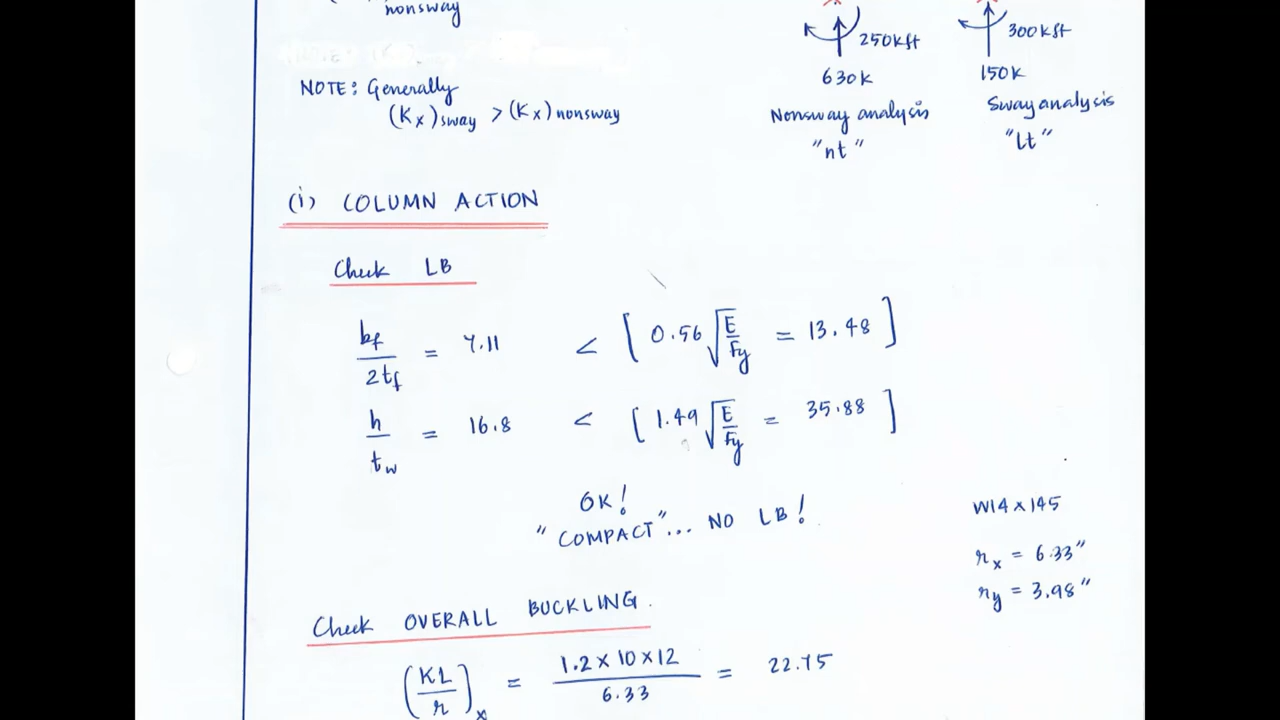 nonsway
250kft
300kft
630k
150k
NOTE: Generally
(Kx)sway > (Kx)nonsway
Nonsway analysis
"nt"
Sway analysis
"lt"
(i) COLUMN ACTION
Check LB
bf/2tf = 7.11 < [0.56 √(E/Fy) = 13.48]
h/tw = 16.8 < [1.49 √(E/Fy) = 35.88]
OK!
"COMPACT"... NO LB!
W14x145
rx = 6.33"
ry = 3.98"
Check OVERALL BUCKLING.
(KL/r)x = 1.2 x 10 x 12 / 6.33 = 22.75